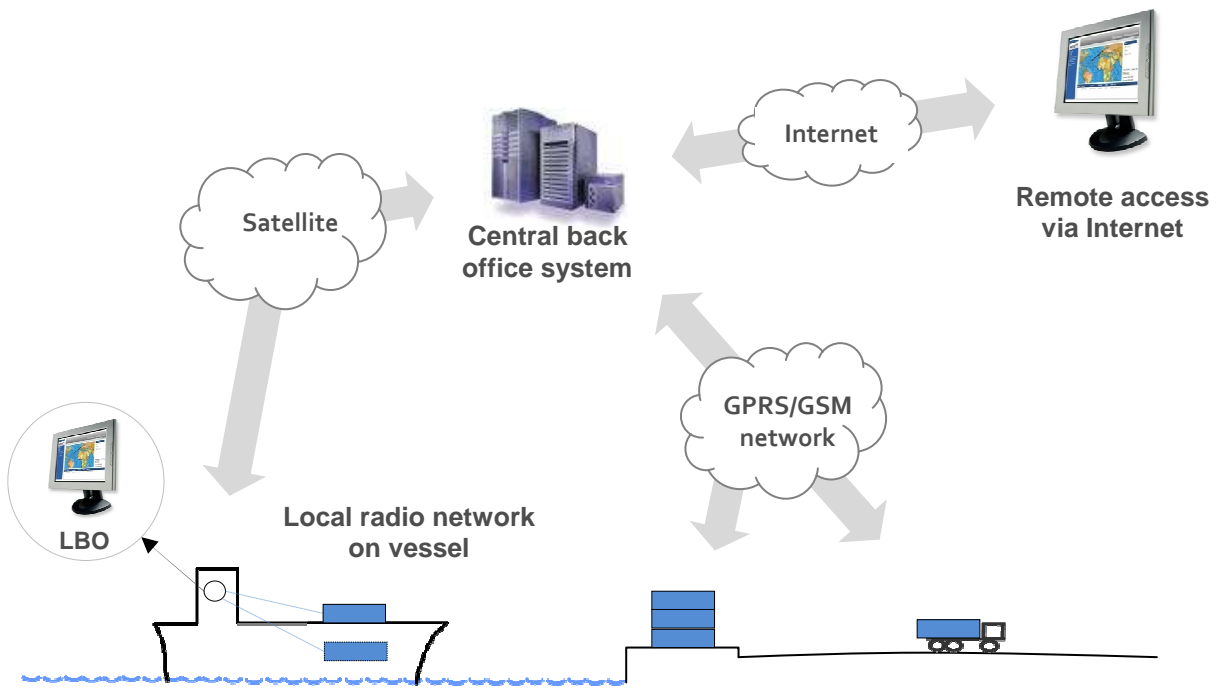 Internet
Remote access
via Internet
Satellite
Central back
office system
GPRS/GSM
network
LBO
Local radio network
on vessel